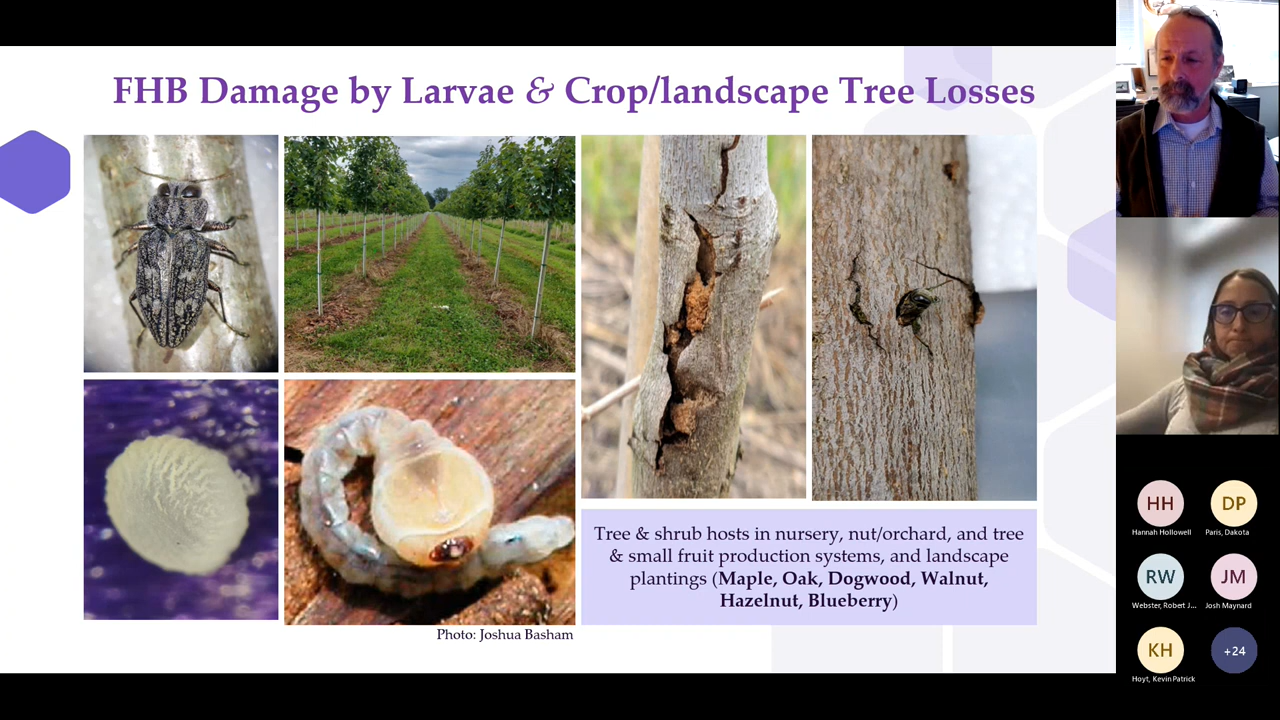 FHB Damage by Larvae & Crop/landscape Tree Losses
Tree & shrub hosts in nursery, nut/orchard, and tree
& small fruit production systems, and landscape
plantings (Maple, Oak, Dogwood, Walnut,
Hazelnut, Blueberry)
Photo: Joshua Basham
HH
DP
Hannah Hollowell
Paris, Dakota
RW
JM
Webster, Robert J...
Josh Maynard
KH
+24
Hoyt, Kevin Patrick